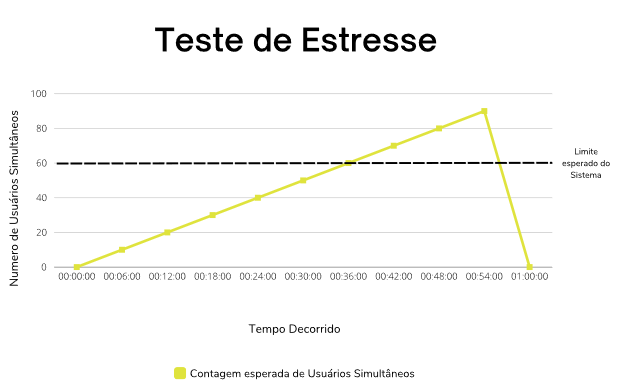 Teste de Estresse
Numero de Usuários Simultâneos
100
80
60
40
20
0
Limite
esperado do
Sistema
00:00:00 00:06:00 00:12:00 00:18:00 00:24:00 00:30:00 00:36:00 00:42:00 00:48:00 00:54:00 01:00:00
Tempo Decorrido
Contagem esperada de Usuários Simultâneos